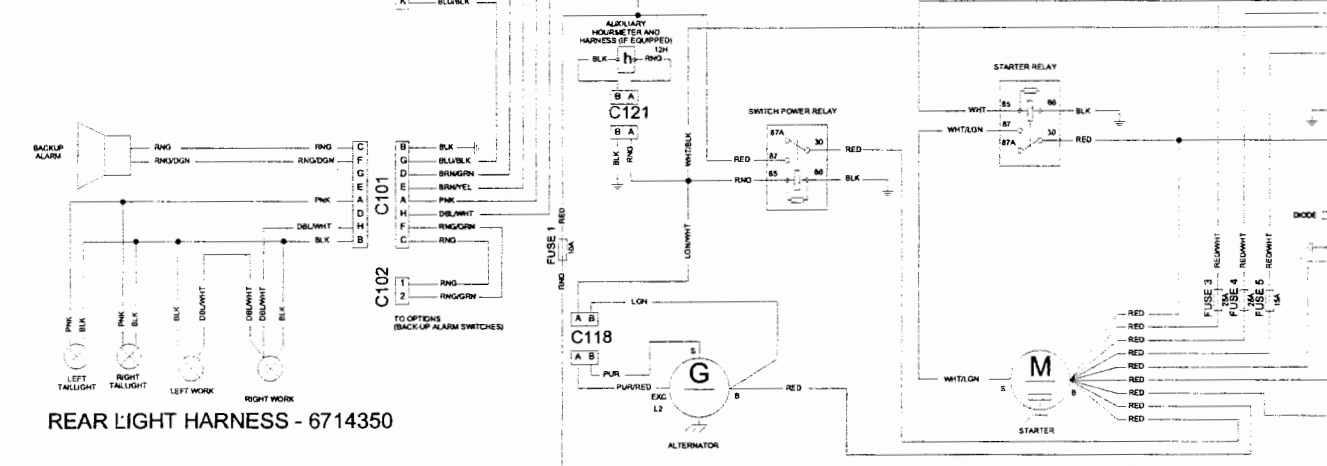 K BLU/BLK
AUXILIARY
HOURMETER AND
HARNESS (IF EQUIPPED)
12H
BLK h RNG
B A
C121
B A
BLK
RNG
WHT/BLK
SWITCH POWER RELAY
87A
30
RED
87
RED
85
86
RNG
BLK
STARTER RELAY
WHT
85
86
BLK
WHT/LGN
87
30
RED
87A
BACKUP
ALARM
RNG
RNG/DGN
RNG C
RNG/DGN F
G
E
PNK A
D
DBL/WHT H
BLK B
C101
B BLK
G BLU/BLK
D BRN/GRN
E BRN/YEL
A PNK
H DBL/WHT
F RNG/GRN
C RNG
C102
1 RNG
2 RNG/GRN
TO OPTIONS
(BACK-UP ALARM SWITCHES)
FUSE 1
10A
RED
RNG
LGN/WHT
LGN
A B
C118
A B
PUR
PUR/RED
EXC
L2
S
G
B
RED
ALTERNATOR
PNK
BLK
PNK
BLK
BLK
DBL/WHT
DBL/WHT
DBL/WHT
BLK
LEFT
TAILLIGHT
RIGHT
TAILLIGHT
LEFT WORK
RIGHT WORK
REAR LIGHT HARNESS - 6714350
WHT/LGN
S
M
B
STARTER
RED
RED
RED
RED
RED
RED
RED
RED
RED
FUSE 3
25A
RED/WHT
FUSE 4
25A
RED/WHT
FUSE 5
15A
RED/WHT
DIODE